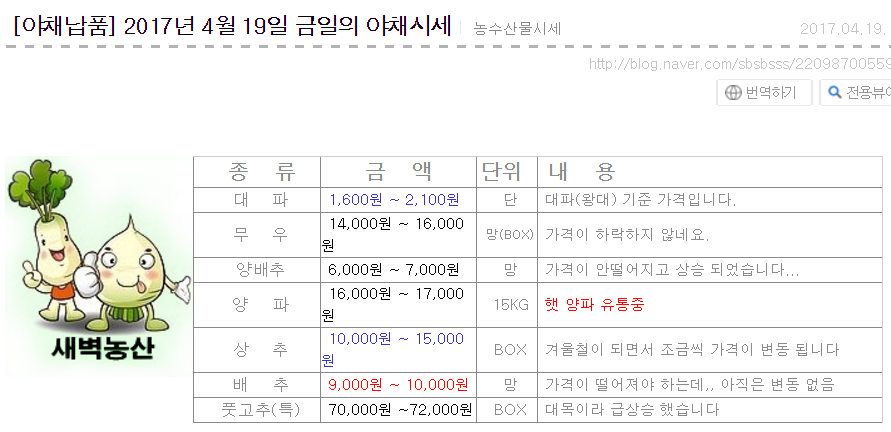 [야채납품] 2017년 4월 19일 금일의 야채시세 농수산물시세 2017.04.19.
http://blog.naver.com/sbsbsss/22098700559
번역하기 전용뷰어
종 류 금 액 단위 내 용
대 파 1,600원 ~ 2,100원 단 대파(왕대) 기준 가격입니다.
무 우 14,000원 ~ 16,000원 망(BOX) 가격이 하락하지 않네요.
양배추 6,000원 ~ 7,000원 망 가격이 안떨어지고 상승 되었습니다...
양 파 16,000원 ~ 17,000원 15KG 햇 양파 유통중
상 추 10,000원 ~ 15,000원 BOX 겨울철이 되면서 조금씩 가격이 변동 됩니다
배 추 9,000원 ~ 10,000원 망 가격이 떨어져야 하는데,, 아직은 변동 없음
풋고추(특) 70,000원 ~72,000원 BOX 대목이라 급상승 했습니다
새벽농산